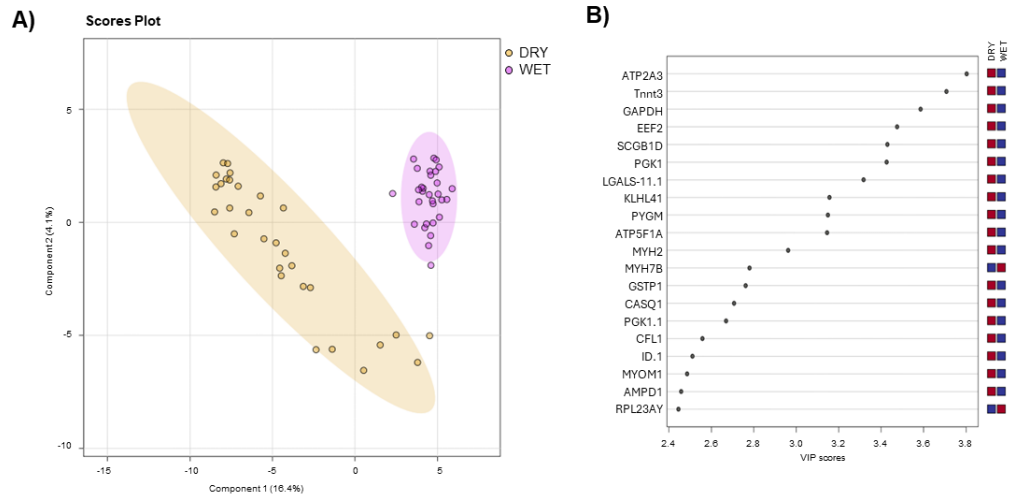 A)
Scores Plot
DRY
WET
5
0
-5
-10
-15
-10
-5
0
5
Component 2 (4.1%)
Component 1 (16.4%)
B)
DRY
WET
ATP2A3
Tnnt3
GAPDH
EEF2
SCGB1D
PGK1
LGALS-11.1
KLHL41
PYGM
ATP5F1A
MYH2
MYH7B
GSTP1
CASQ1
PGK1.1
CFL1
ID.1
MYOM1
AMPD1
RPL23AY
2.4 2.6 2.8 3.0 3.2 3.4 3.6 3.8
VIP scores